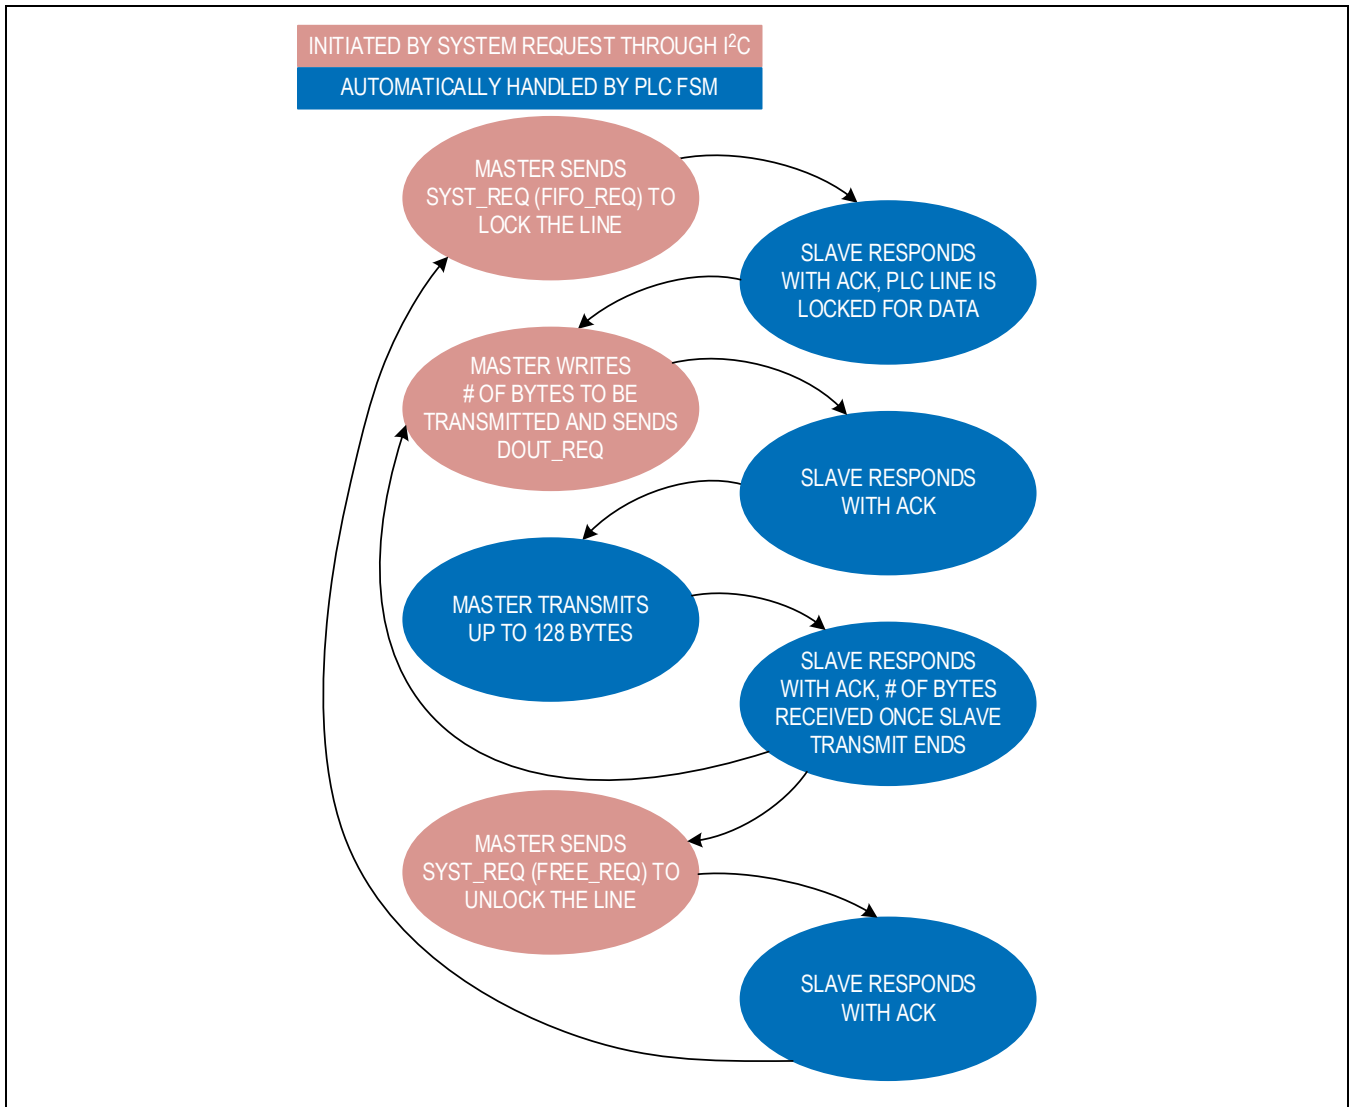 INITIATED BY SYSTEM REQUEST THROUGH I²C
AUTOMATICALLY HANDLED BY PLC FSM
MASTER SENDS
SYST_REQ (FIFO_REQ) TO
LOCK THE LINE
SLAVE RESPONDS
WITH ACK, PLC LINE IS
LOCKED FOR DATA
MASTER WRITES
# OF BYTES TO BE
TRANSMITTED AND SENDS
DOUT_REQ
SLAVE RESPONDS
WITH ACK
MASTER TRANSMITS
UP TO 128 BYTES
SLAVE RESPONDS
WITH ACK, # OF BYTES
RECEIVED ONCE SLAVE
TRANSMIT ENDS
MASTER SENDS
SYST_REQ (FREE_REQ) TO
UNLOCK THE LINE
SLAVE RESPONDS
WITH ACK